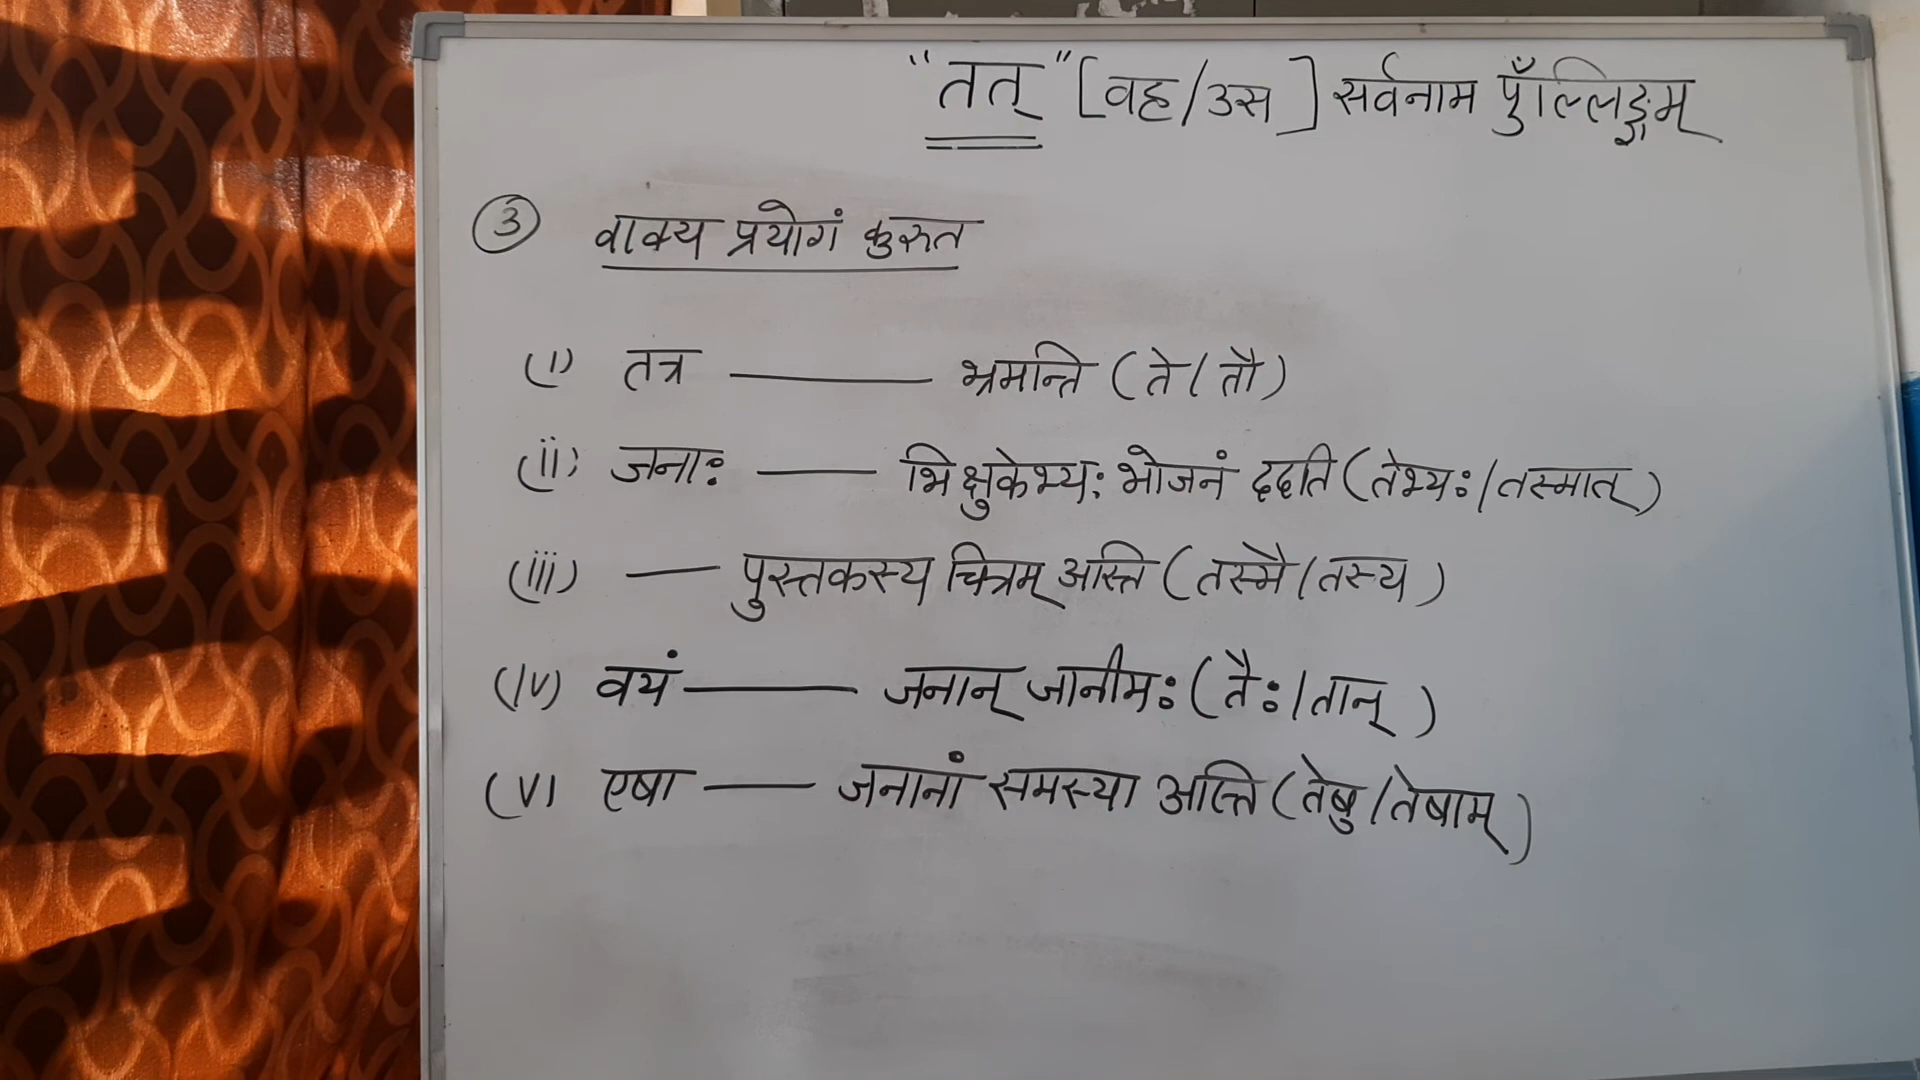 "तत्" [वह/उस] सर्वनाम पुँल्लिङ्गम्
③ वाक्य प्रयोगं कुरुत
(i) तत्र ——— भ्रमन्ति (ते/तौ)
(ii) जनाः ——— भिक्षुकेभ्यः भोजनं ददति (तेभ्यः/तस्मात्)
(iii) ——— पुस्तकस्य चित्रम् अस्ति (तस्मै/तस्य)
(iv) वयं ——— जनान् जानीमः (तैः/तान्)
(v) एषा ——— जनानां समस्या अस्ति (तेषु/तेषाम्)